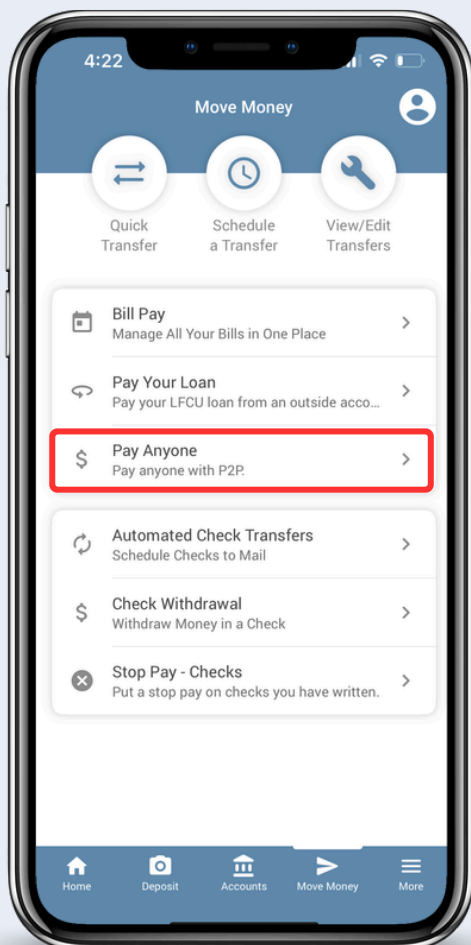 4:22
Move Money
Quick
Transfer
Schedule
a Transfer
View/Edit
Transfers
Bill Pay
Manage All Your Bills in One Place
Pay Your Loan
Pay your LFCU loan from an outside acco...
$
Pay Anyone
Pay anyone with P2P.
Automated Check Transfers
Schedule Checks to Mail
$
Check Withdrawal
Withdraw Money in a Check
Stop Pay - Checks
Put a stop pay on checks you have written.
Home
Deposit
Accounts
Move Money
More